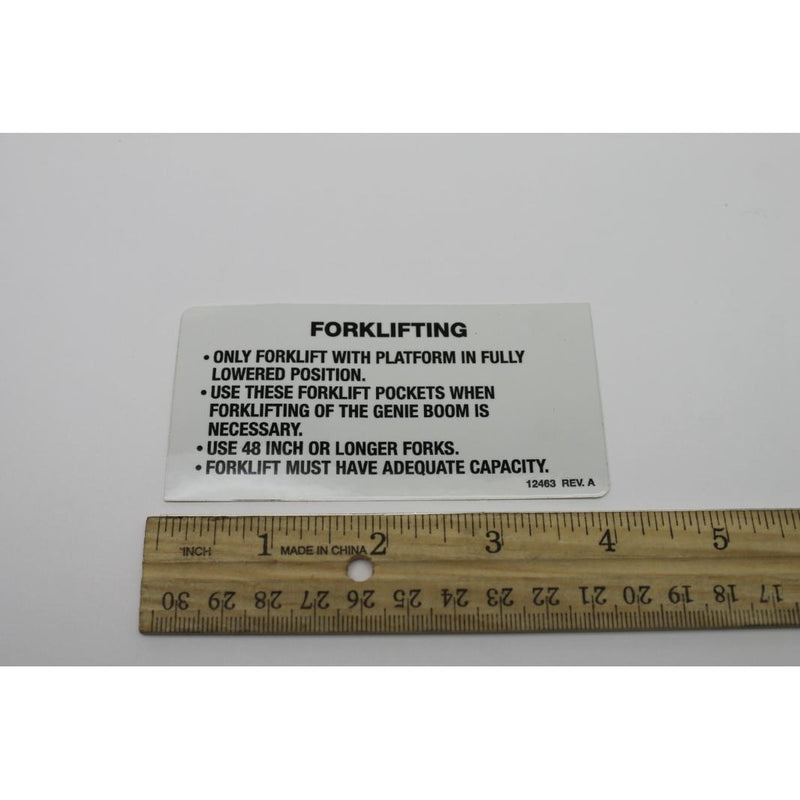 FORKLIFTING
• ONLY FORKLIFT WITH PLATFORM IN FULLY
LOWERED POSITION.
• USE THESE FORKLIFT POCKETS WHEN
FORKLIFTING OF THE GENIE BOOM IS
NECESSARY.
• USE 48 INCH OR LONGER FORKS.
• FORKLIFT MUST HAVE ADEQUATE CAPACITY.
12463 REV. A
INCH 1 MADE IN CHINA 2 3 4 5
30 29 28 27 26 25 24 23 22 21 20 19 18 17